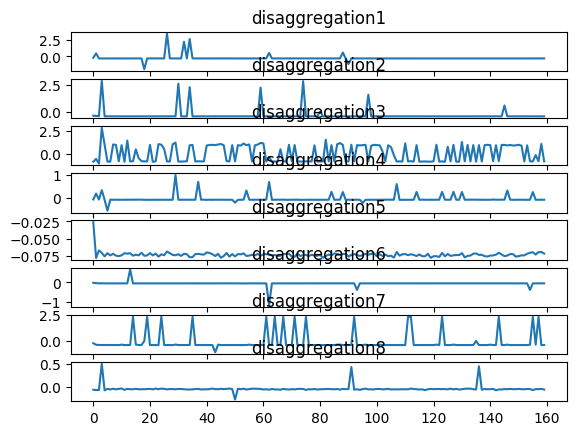 disaggregation1
2.5
0.0
disaggregation2
2.5
0.0
disaggregation3
2.5
0.0
disaggregation4
1
0
disaggregation5
−0.025
−0.050
−0.075
disaggregation6
0
−1
disaggregation7
2.5
0.0
disaggregation8
0.5
0.0
0 20 40 60 80 100 120 140 160